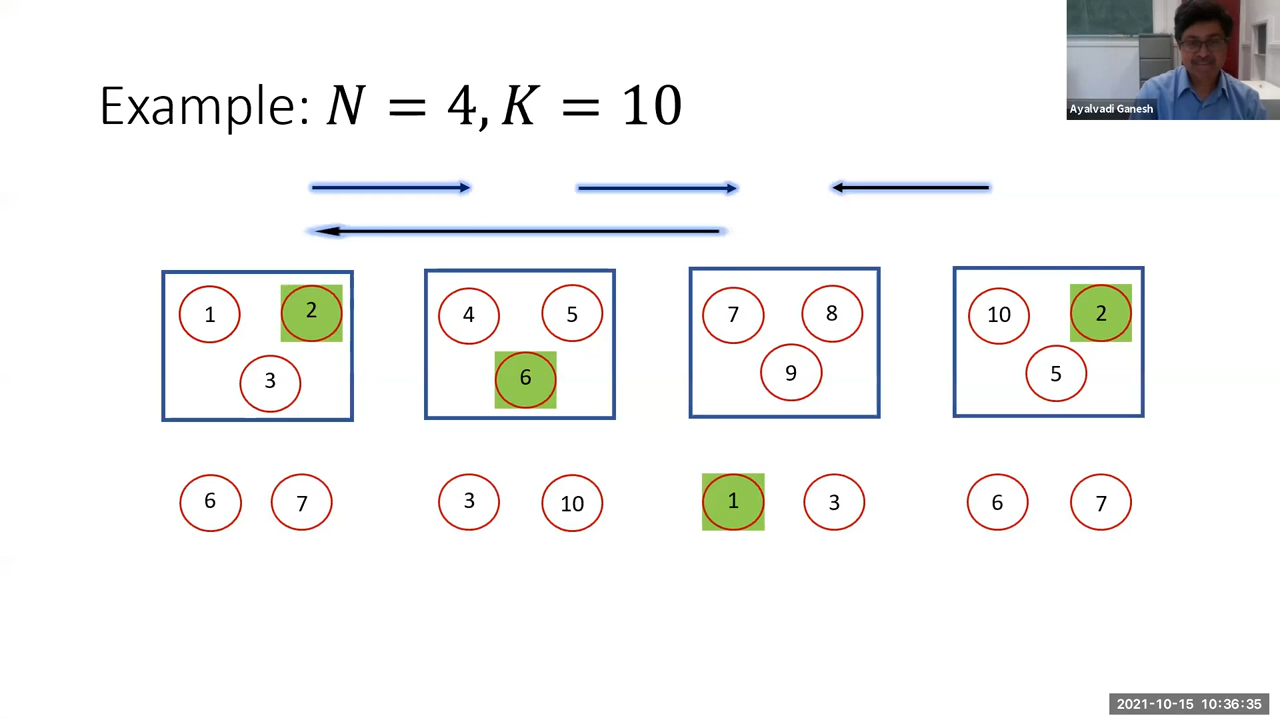 Ayalvadi Ganesh
Example: N = 4, K = 10
1 2 4 5 7 8 10 2
3 6 9 5
6 7 3 10 1 3 6 7
2021-10-15 10:36:35